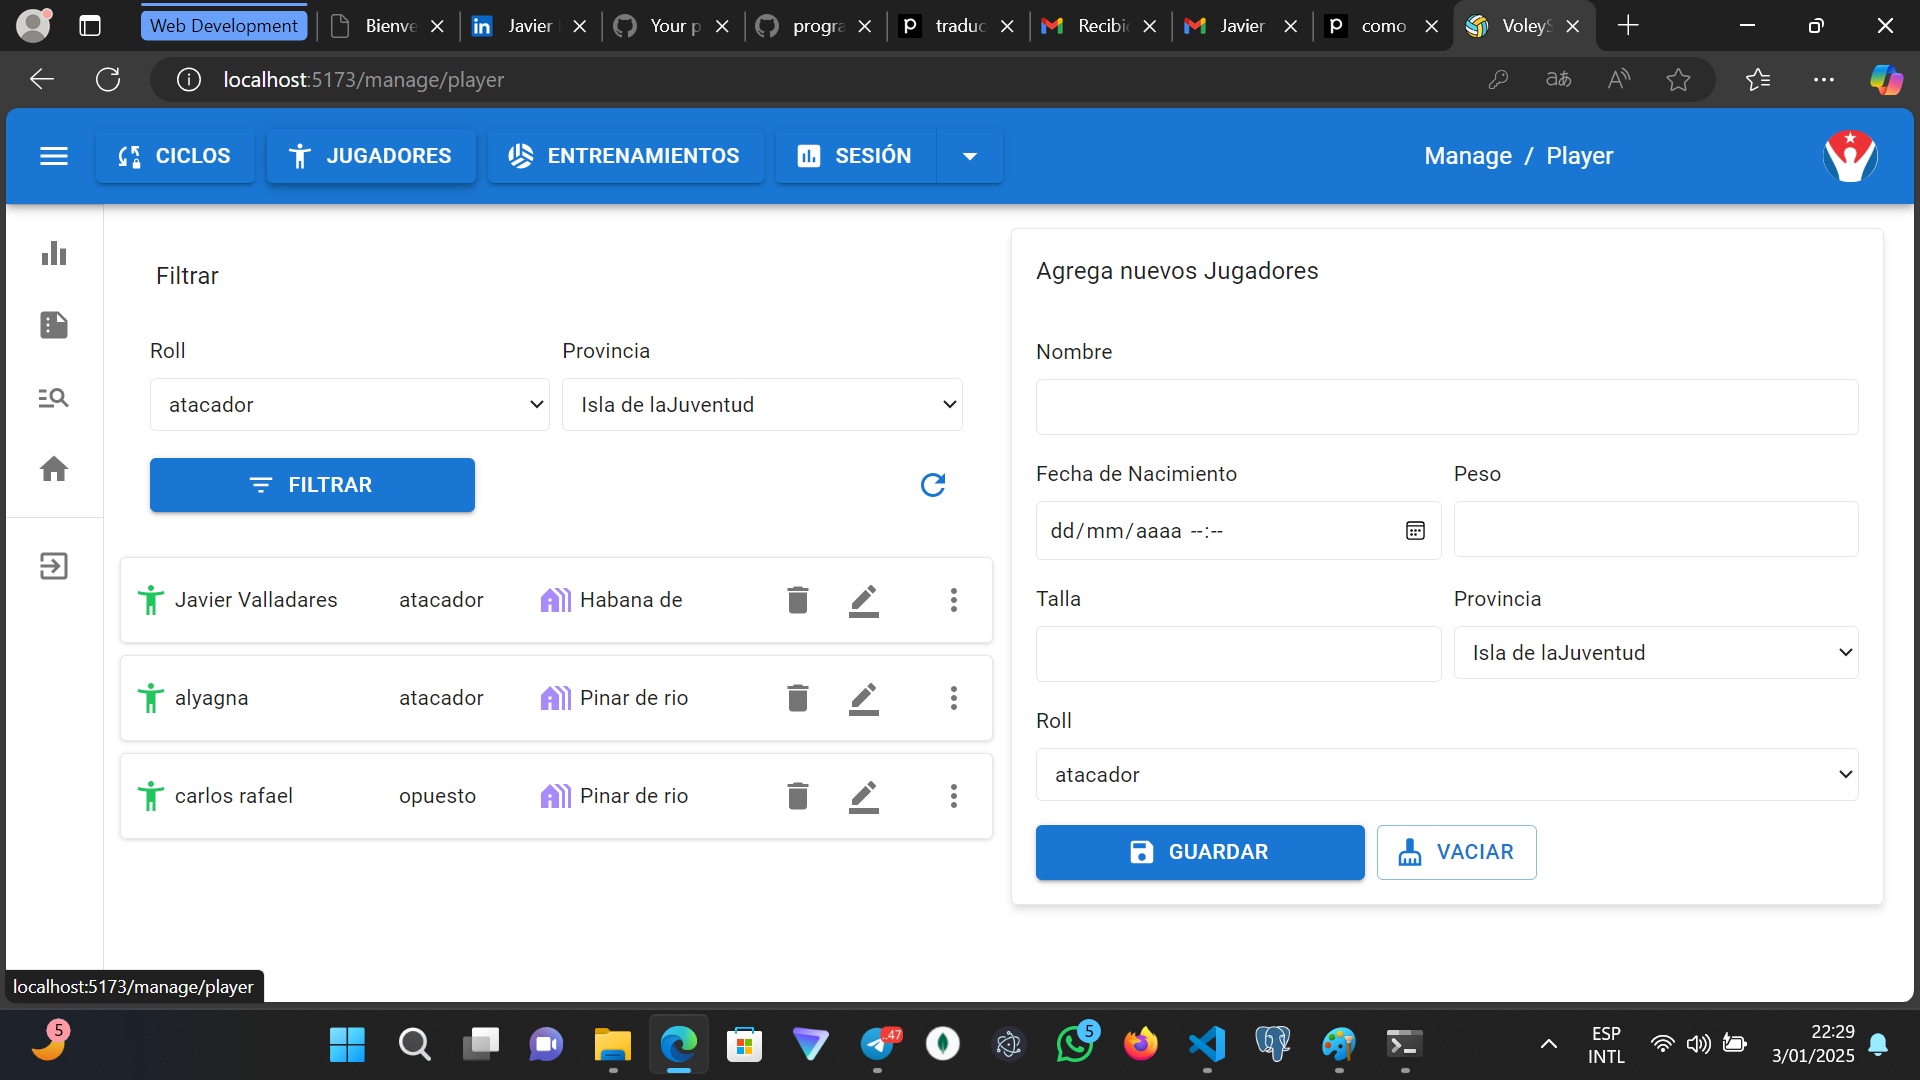 Web Development
Bienve
Javier
Your p
progra
traduc
Recibi
Javier
como
VoleyS
localhost:5173/manage/player
CICLOS
JUGADORES
ENTRENAMIENTOS
SESIÓN
Manage / Player
Filtrar
Roll
Provincia
atacador
Isla de laJuventud
FILTRAR
Javier Valladares atacador Habana de
alyagna atacador Pinar de rio
carlos rafael opuesto Pinar de rio
Agrega nuevos Jugadores
Nombre
Fecha de Nacimiento
Peso
dd/mm/aaaa --:--
Talla
Provincia
Isla de laJuventud
Roll
atacador
GUARDAR
VACIAR
localhost:5173/manage/player
5
..47
5
ESP
INTL
22:29
3/01/2025